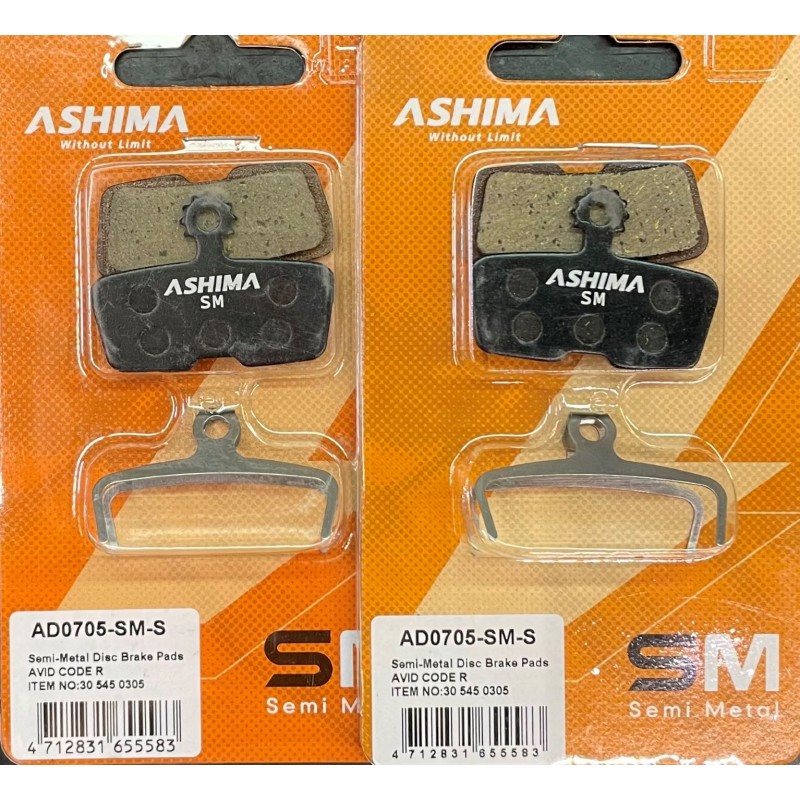 ASHIMA
Without Limit
ASHIMA
SM
AD0705-SM-S
Semi-Metal Disc Brake Pads
AVID CODE R
ITEM NO:30 545 0305
4 712831 655583
SM
Semi Metal
ASHIMA
Without Limit
ASHIMA
SM
AD0705-SM-S
Semi-Metal Disc Brake Pads
AVID CODE R
ITEM NO:30 545 0305
4 712831 655583
SM
Semi Metal